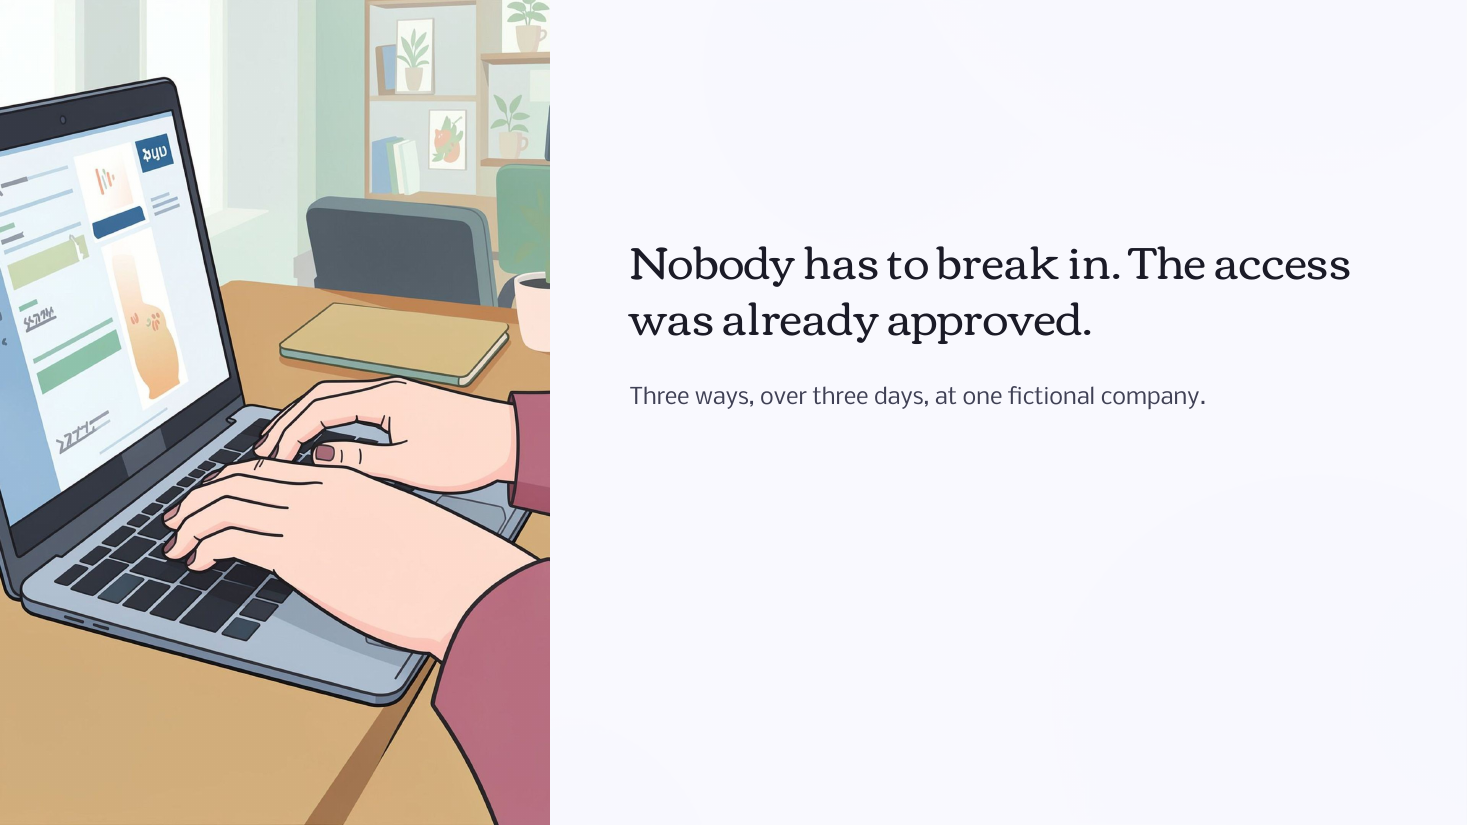 Nobody has to break in. The access
was already approved.
Three ways, over three days, at one fictional company.